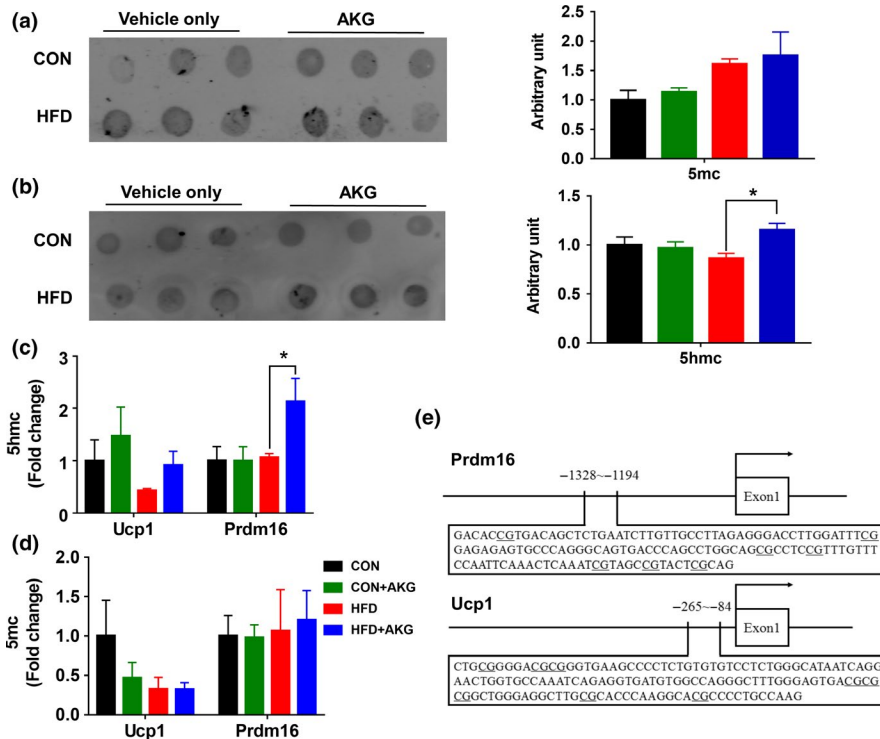 (a)
Vehicle only
AKG
CON
HFD
Arbitrary unit
2.5
2.0
1.5
1.0
0.5
0.0
5mc
(b)
Vehicle only
AKG
CON
HFD
Arbitrary unit
1.5
1.0
0.5
0.0
*
5hmc
(c)
5hmc
(Fold change)
3
2
1
0
*
Ucp1 Prdm16
(d)
5mc
(Fold change)
2.0
1.5
1.0
0.5
0.0
CON
CON+AKG
HFD
HFD+AKG
Ucp1 Prdm16
(e)
Prdm16
−1328~−1194
Exon1
GACACCGTGACAGCTCTGAATCTTGTTGCCTTAGAGGGACCTTGGATTTCG
GAGAGAGTGCCCAGGGCAGTGACCCAGCCTGGCAGCGCCTCCGTTTGTTT
CCAATTCAAACTCAAATCGTAGCCGTACTCGCAG
Ucp1
−265~−84
Exon1
CTGCGGGGACGCGGGTGAAGCCCCTCTGTGTGTCCTCTGGGCATAATCAGG
AACTGGTGCCAAATCAGAGGTGATGTGGCCAGGGCTTTGGGAGTGACGCG
CGGCTGGGAGGCTTGCGCACCCAAGGCACGCCCCTGCCAAG